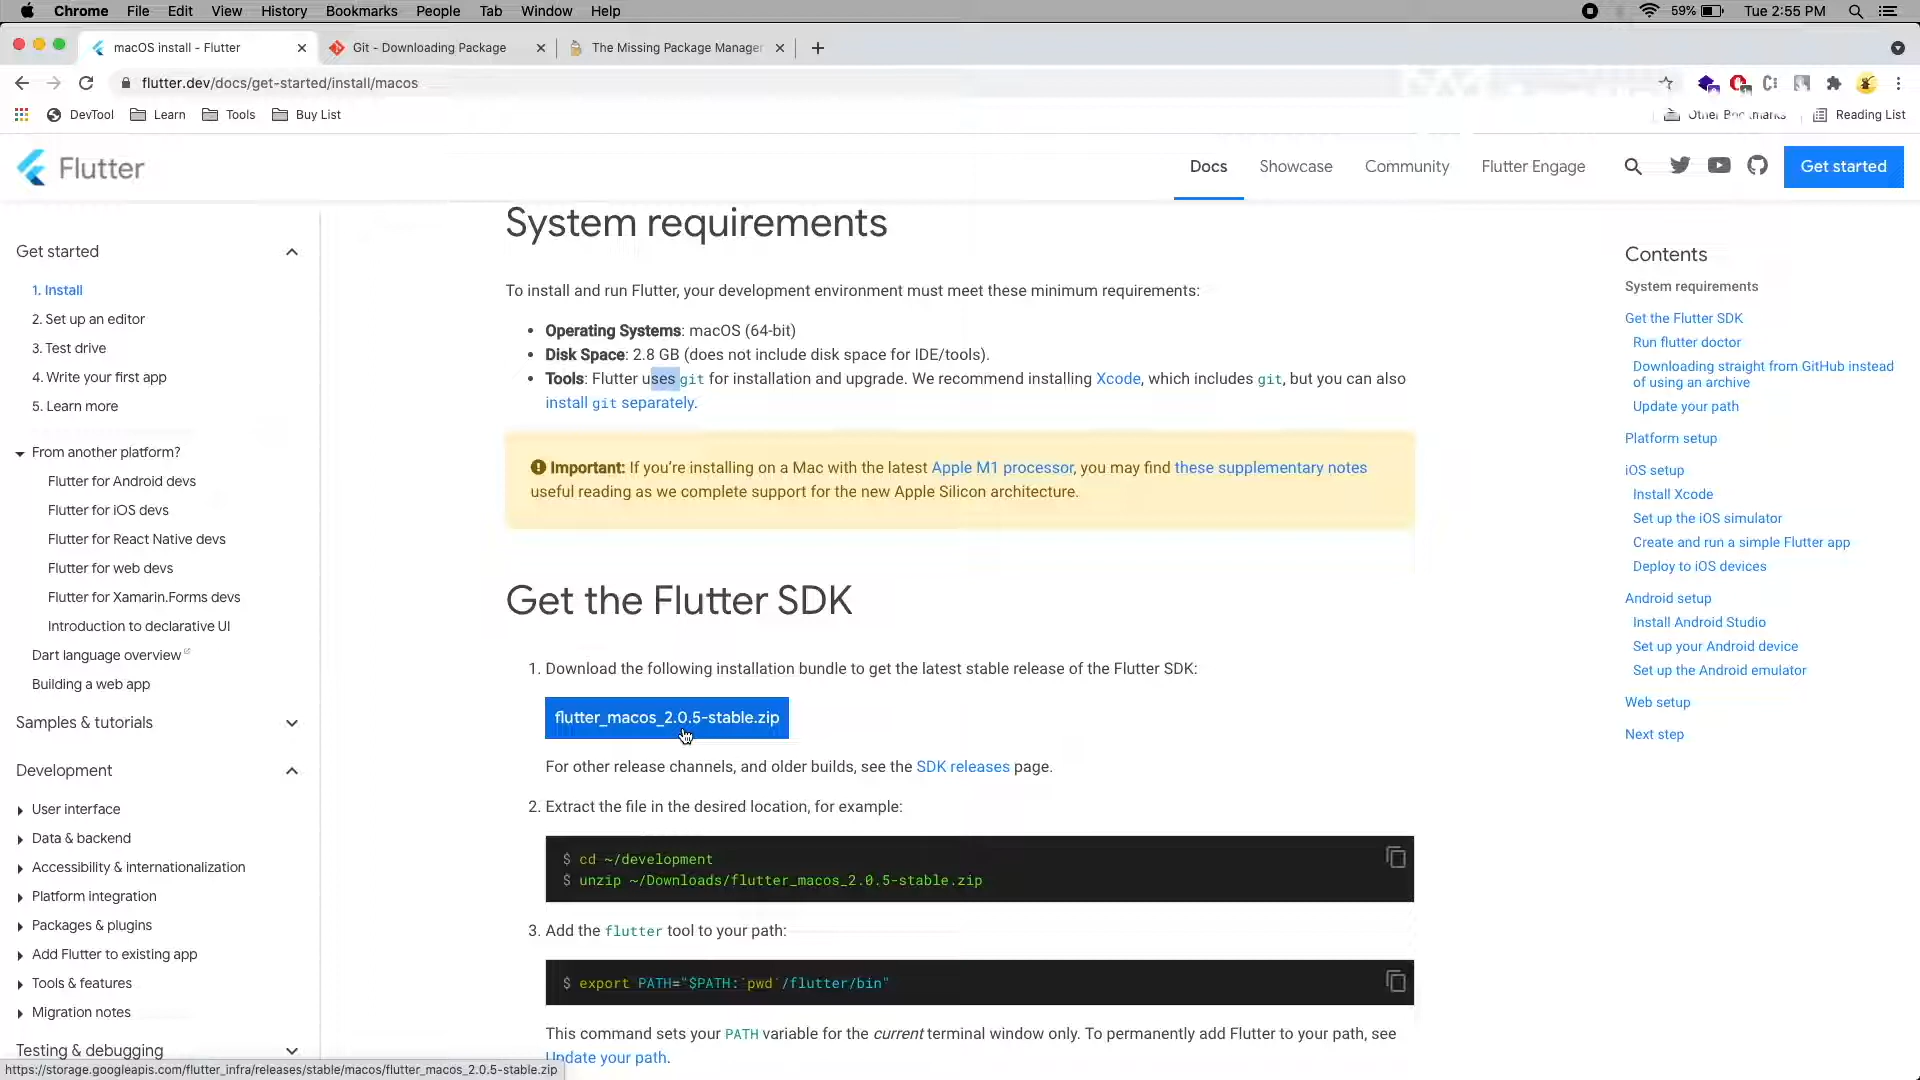 Chrome File Edit View History Bookmarks People Tab Window Help 59% Tue 2:55 PM
macOS install - Flutter Git - Downloading Package The Missing Package Manager
flutter.dev/docs/get-started/install/macos
DevTool Learn Tools Buy List Other Bookmarks Reading List
Flutter Docs Showcase Community Flutter Engage Get started
Get started
1. Install
2. Set up an editor
3. Test drive
4. Write your first app
5. Learn more
From another platform?
Flutter for Android devs
Flutter for iOS devs
Flutter for React Native devs
Flutter for web devs
Flutter for Xamarin.Forms devs
Introduction to declarative UI
Dart language overview
Building a web app
Samples & tutorials
Development
User interface
Data & backend
Accessibility & internationalization
Platform integration
Packages & plugins
Add Flutter to existing app
Tools & features
Migration notes
Testing & debugging
System requirements
To install and run Flutter, your development environment must meet these minimum requirements:
• Operating Systems: macOS (64-bit)
• Disk Space: 2.8 GB (does not include disk space for IDE/tools).
• Tools: Flutter uses git for installation and upgrade. We recommend installing Xcode, which includes git, but you can also
install git separately.
Important: If you're installing on a Mac with the latest Apple M1 processor, you may find these supplementary notes
useful reading as we complete support for the new Apple Silicon architecture.
Get the Flutter SDK
1. Download the following installation bundle to get the latest stable release of the Flutter SDK:
flutter_macos_2.0.5-stable.zip
For other release channels, and older builds, see the SDK releases page.
2. Extract the file in the desired location, for example:
$ cd ~/development
$ unzip ~/Downloads/flutter_macos_2.0.5-stable.zip
3. Add the flutter tool to your path:
$ export PATH="$PATH:`pwd`/flutter/bin"
This command sets your PATH variable for the current terminal window only. To permanently add Flutter to your path, see
Update your path.
Contents
System requirements
Get the Flutter SDK
Run flutter doctor
Downloading straight from GitHub instead
of using an archive
Update your path
Platform setup
iOS setup
Install Xcode
Set up the iOS simulator
Create and run a simple Flutter app
Deploy to iOS devices
Android setup
Install Android Studio
Set up your Android device
Set up the Android emulator
Web setup
Next step
https://storage.googleapis.com/flutter_infra/releases/stable/macos/flutter_macos_2.0.5-stable.zip